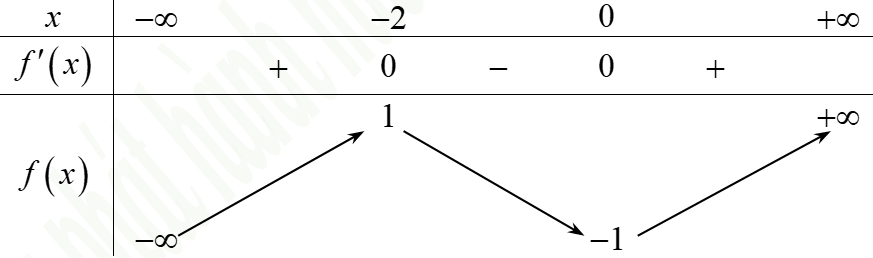 x −∞ −2 0 +∞
f′(x) + 0 − 0 +
1 +∞
f(x)
−∞ −1